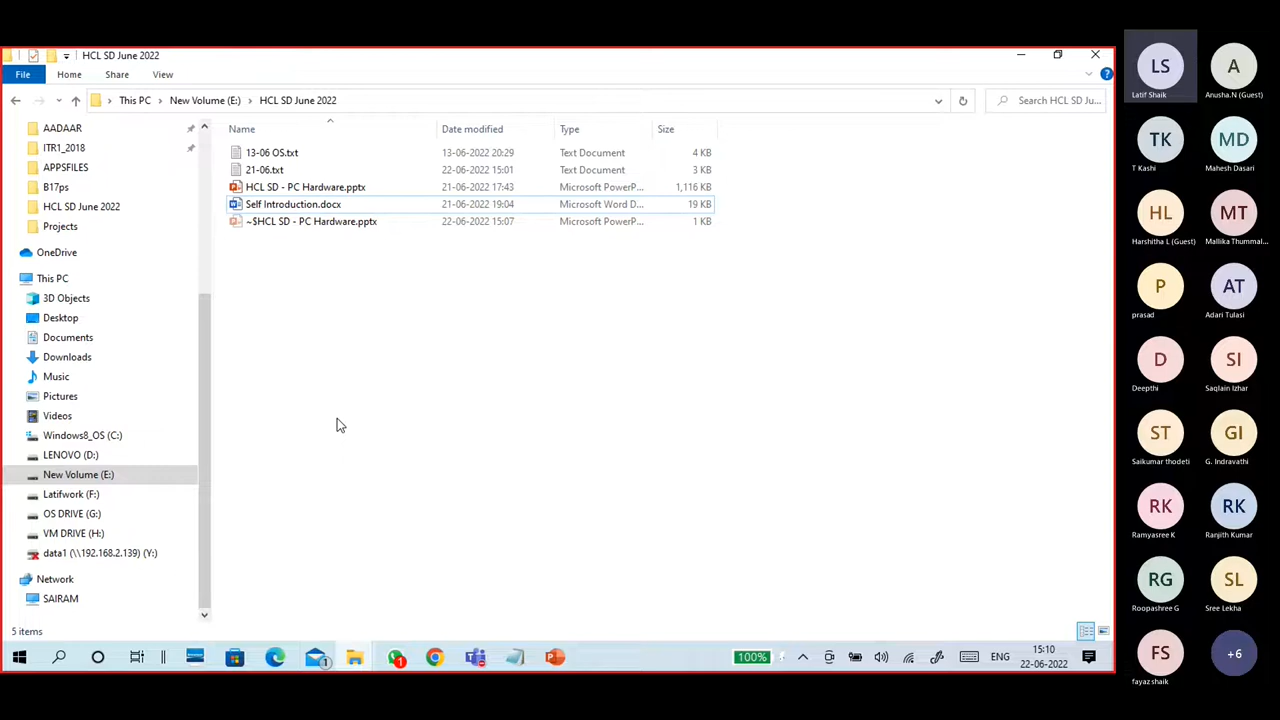 HCL SD June 2022
File Home Share View
This PC New Volume (E:) HCL SD June 2022
Search HCL SD Ju...
Name Date modified Type Size
13-06 OS.txt 13-06-2022 20:29 Text Document 4 KB
21-06.txt 22-06-2022 15:01 Text Document 3 KB
HCL SD - PC Hardware.pptx 21-06-2022 17:43 Microsoft PowerP... 1,116 KB
Self Introduction.docx 21-06-2022 19:04 Microsoft Word D... 19 KB
~$HCL SD - PC Hardware.pptx 22-06-2022 15:07 Microsoft PowerP... 1 KB
AADAAR
ITR1_2018
APPSFILES
B17ps
HCL SD June 2022
Projects
OneDrive
This PC
3D Objects
Desktop
Documents
Downloads
Music
Pictures
Videos
Windows8_OS (C:)
LENOVO (D:)
New Volume (E:)
Latifwork (F:)
OS DRIVE (G:)
VM DRIVE (H:)
data1 (\\192.168.2.139) (Y:)
Network
SAIRAM
5 items
1
1
100%
ENG
15:10
22-06-2022
LS A
Latif Shaik Anusha.N (Guest)
TK MD
T Kashi Mahesh Dasari
HL MT
Harshitha L (Guest) Mallika Thummal...
P AT
prasad Adari Tulasi
D SI
Deepthi Saqlain Izhar
ST GI
Saikumar thodeti G. Indravathi
RK RK
Ramyasree K Ranjith Kumar
RG SL
Roopashree G Sree Lekha
FS +6
fayaz shaik